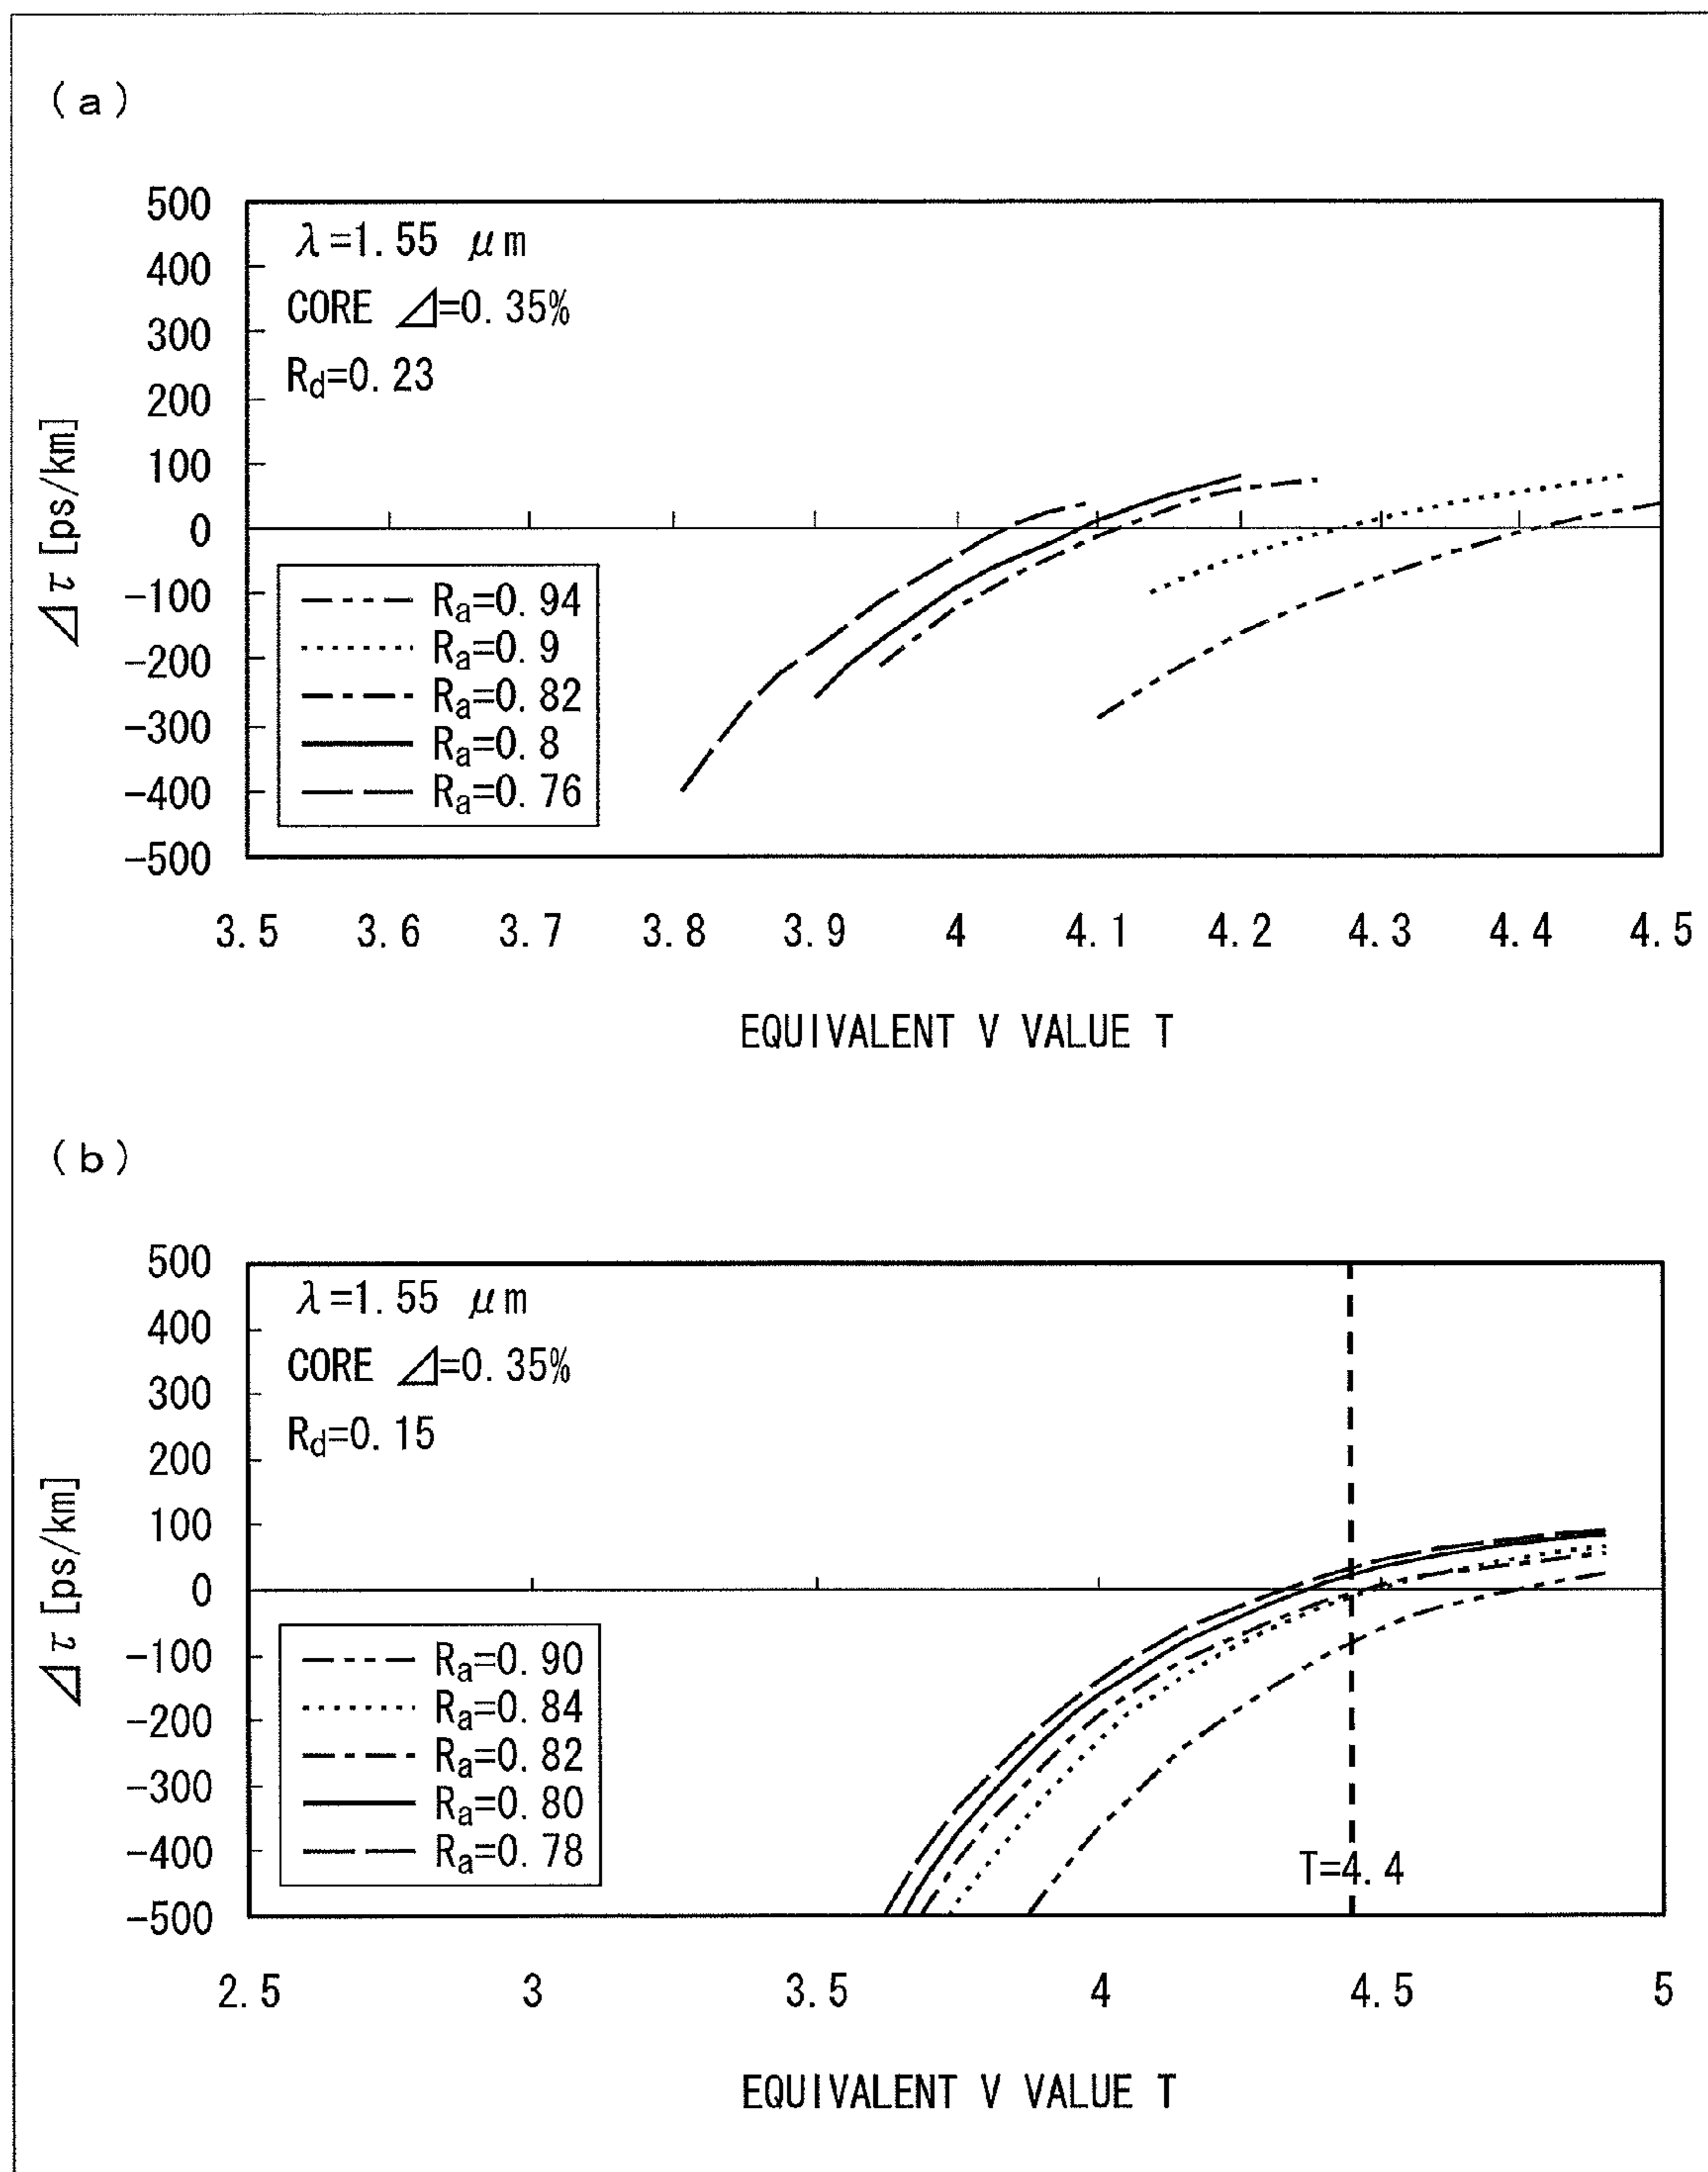 (a)
500
400
300
200
100
0
-100
-200
-300
-400
-500
Δτ [ps/km]
λ=1.55 μm
CORE Δ=0.35%
Rd=0.23
Ra=0.94
Ra=0.9
Ra=0.82
Ra=0.8
Ra=0.76
3.5 3.6 3.7 3.8 3.9 4 4.1 4.2 4.3 4.4 4.5
EQUIVALENT V VALUE T
(b)
500
400
300
200
100
0
-100
-200
-300
-400
-500
Δτ [ps/km]
λ=1.55 μm
CORE Δ=0.35%
Rd=0.15
Ra=0.90
Ra=0.84
Ra=0.82
Ra=0.80
Ra=0.78
T=4.4
2.5 3 3.5 4 4.5 5
EQUIVALENT V VALUE T